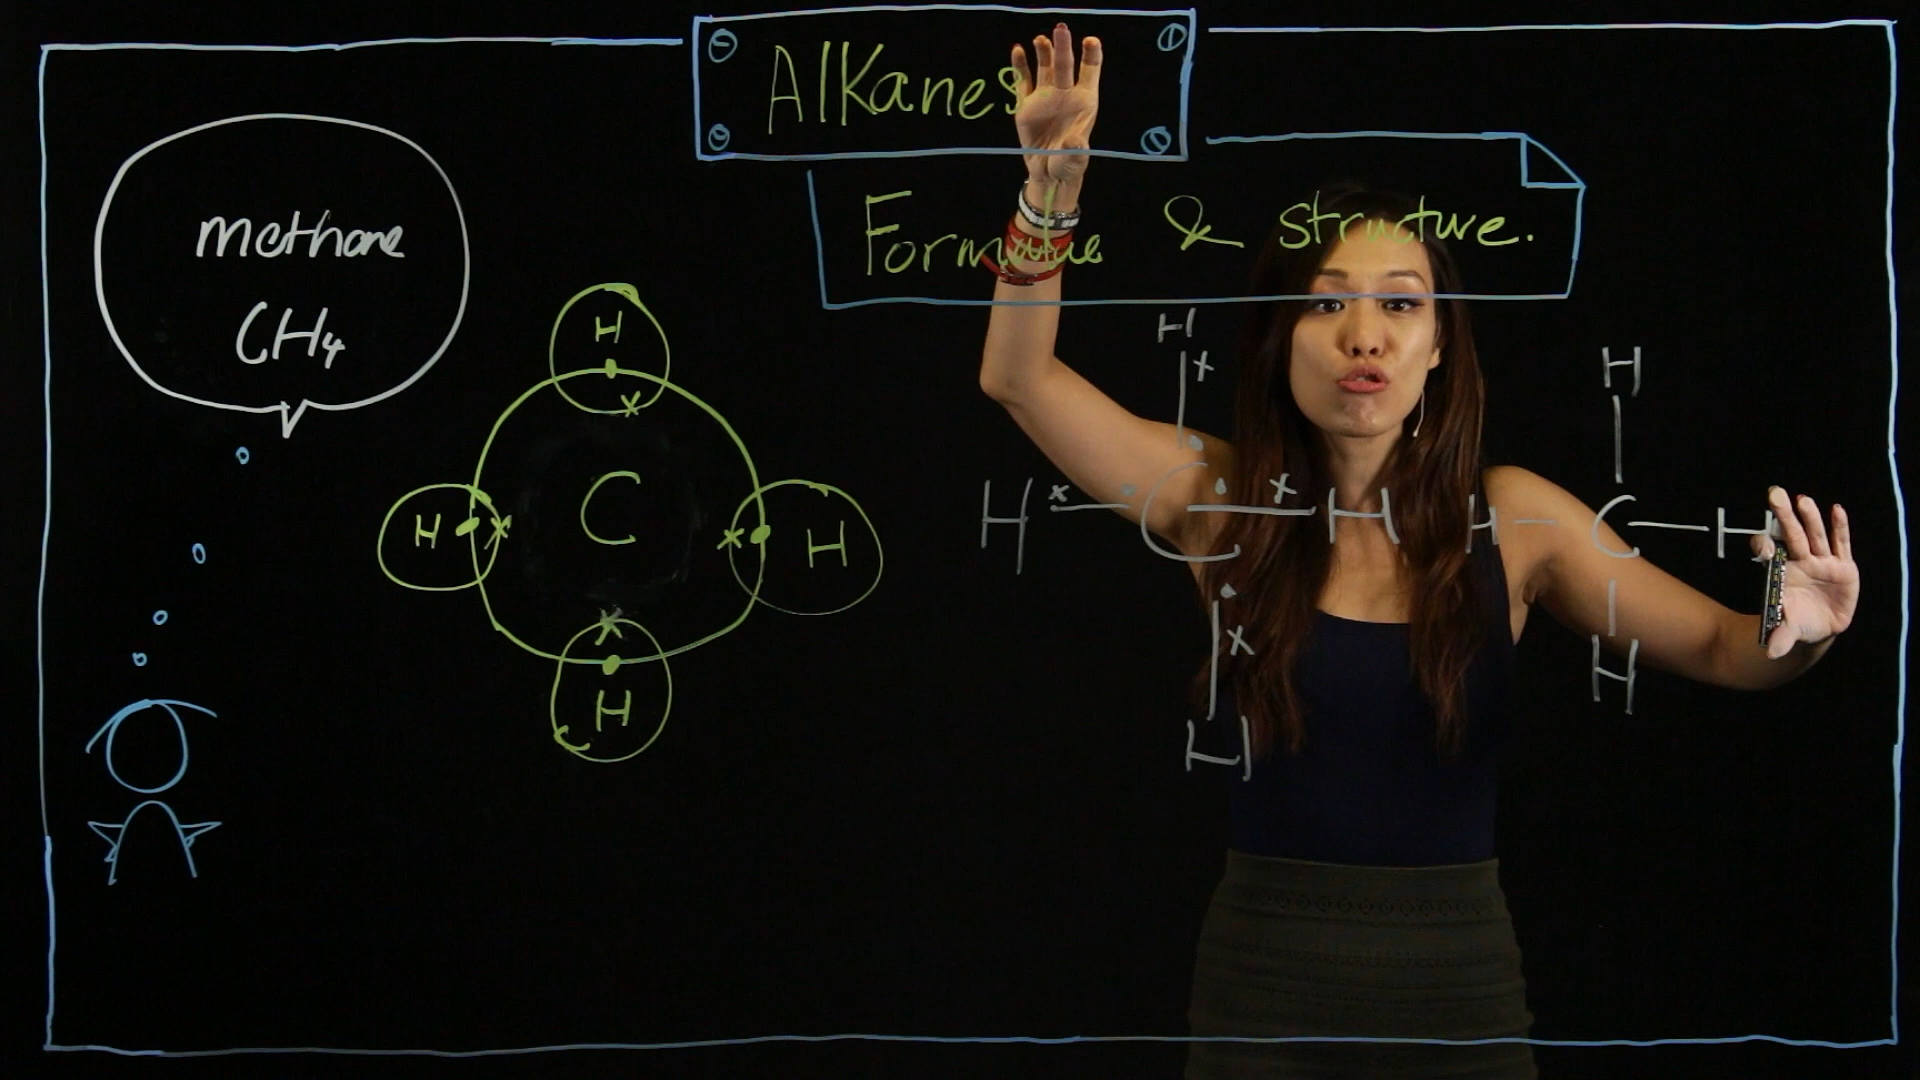 Alkanes
Formulae & structure.
methane
CH₄
H
x
H x C x H
x
H
H
x
H x C x H
x
H
H
H - C - H
H